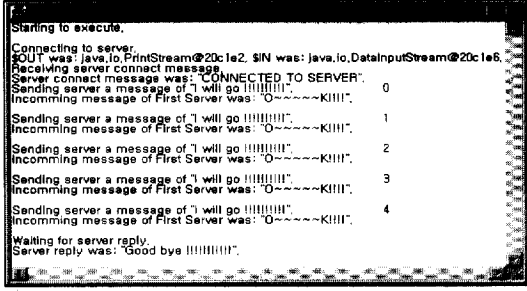 Starting to execute.
Connecting to server.
$OUT was: java.io.PrintStream@20c1e2, $IN was: java.io.DataInputStream@20c1e6,
Receiving server connect message.
Server connect message was: "CONNECTED TO SERVER".
Sending server a message of "I will go !!!!!!!!!!". 0
Incomming message of First Server was: "O~~~~~K!!!!".
Sending server a message of "I will go !!!!!!!!!!". 1
Incomming message of First Server was: "O~~~~~K!!!!".
Sending server a message of "I will go !!!!!!!!!!". 2
Incomming message of First Server was: "O~~~~~K!!!!".
Sending server a message of "I will go !!!!!!!!!!". 3
Incomming message of First Server was: "O~~~~~K!!!!".
Sending server a message of "I will go !!!!!!!!!!". 4
Incomming message of First Server was: "O~~~~~K!!!!".
Waiting for server reply.
Server reply was: "Good bye !!!!!!!!!!".